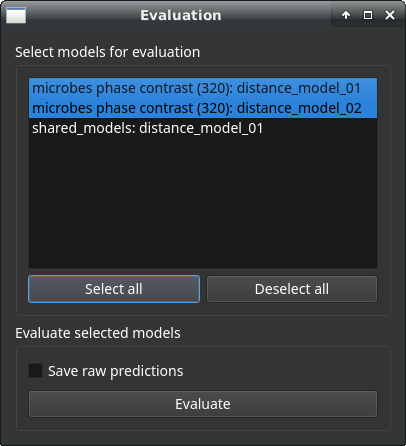 Evaluation
Select models for evaluation
microbes phase contrast (320): distance_model_01
microbes phase contrast (320): distance_model_02
shared_models: distance_model_01
Select all
Deselect all
Evaluate selected models
Save raw predictions
Evaluate